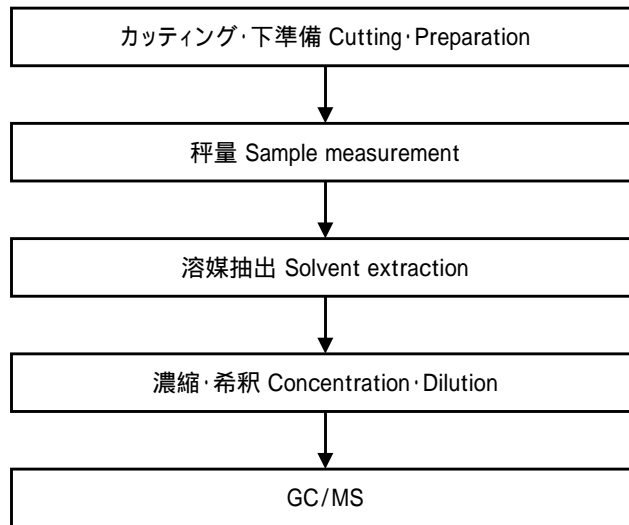 カッティング・下準備 Cutting・Preparation
秤量 Sample measurement
溶媒抽出 Solvent extraction
濃縮・希釈 Concentration・Dilution
GC/MS